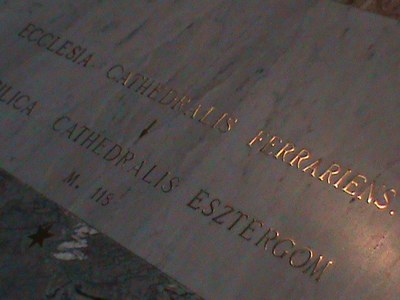 ECCLESIA CATHEDRALIS FERRARIENS.
CATHEDRALIS ESZTERGOM
M. 118